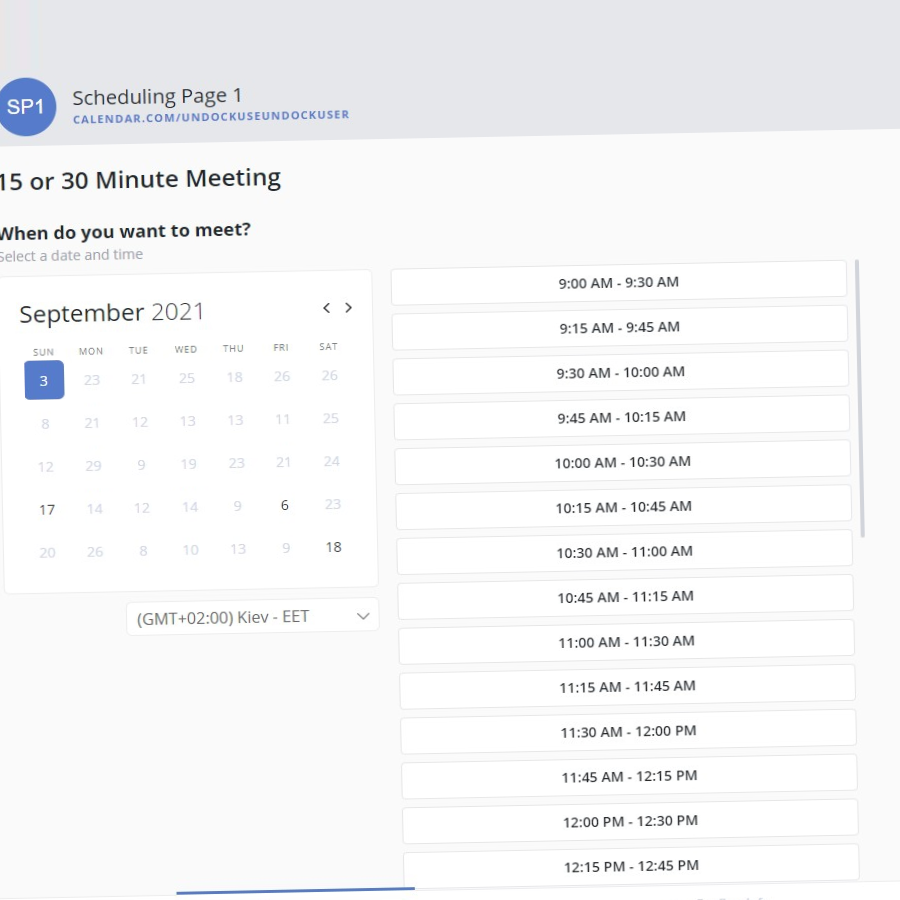 SP1
Scheduling Page 1
CALENDAR.COM/UNDOCKUSEUNDOCKUSER
15 or 30 Minute Meeting
When do you want to meet?
Select a date and time
September 2021
SUN MON TUE WED THU FRI SAT
3 23 21 25 18 26 26
8 21 12 13 13 11 25
12 29 9 19 23 21 24
17 14 12 14 9 6 23
20 26 8 10 13 9 18
(GMT+02:00) Kiev - EET
9:00 AM - 9:30 AM
9:15 AM - 9:45 AM
9:30 AM - 10:00 AM
9:45 AM - 10:15 AM
10:00 AM - 10:30 AM
10:15 AM - 10:45 AM
10:30 AM - 11:00 AM
10:45 AM - 11:15 AM
11:00 AM - 11:30 AM
11:15 AM - 11:45 AM
11:30 AM - 12:00 PM
11:45 AM - 12:15 PM
12:00 PM - 12:30 PM
12:15 PM - 12:45 PM